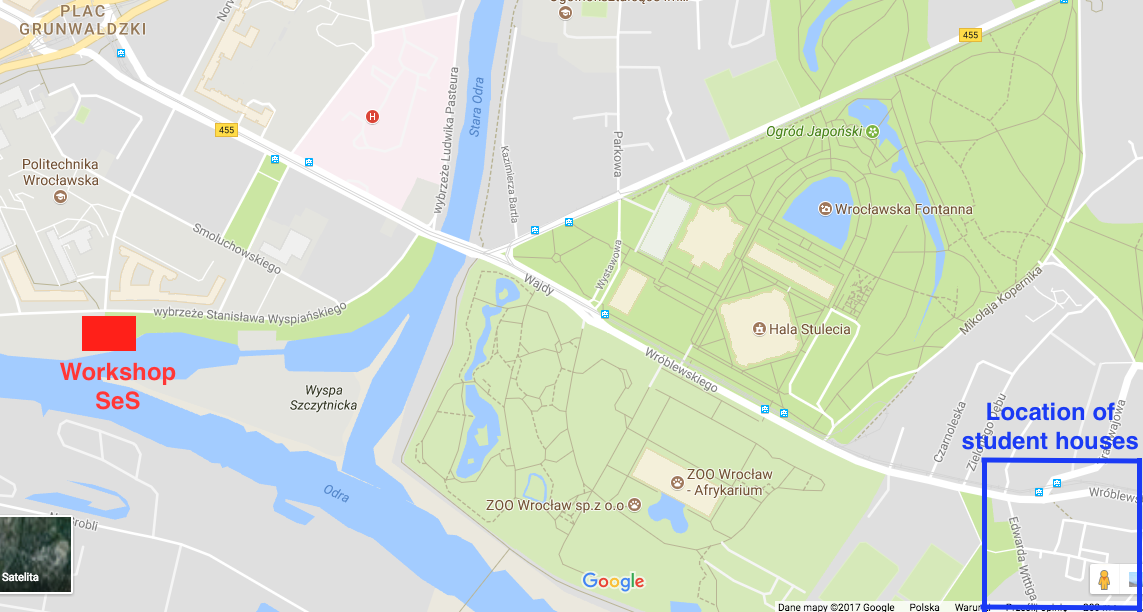 PLAC
GRUNWALDZKI
455
455
Stara Odra
wybrzeże Ludwika Pasteura
H
Kazimierza Bartla
Parkowa
Ogród Japoński
Politechnika
Wrocławska
Smoluchowskiego
Wrocławska Fontanna
Wystawowa
Wajdy
wybrzeże Stanisława Wyspiańskiego
Mikołaja Kopernika
Hala Stulecia
Wróblewskiego
Workshop
SeS
Wyspa
Szczytnicka
Location of
student houses
Czarnoleska
ZOO Wrocław
- Afrykarium
ZOO Wrocław sp.z o.o
Odra
Edwarda Wittiga
Satelita
Google
Dane mapy ©2017 Google
Polska